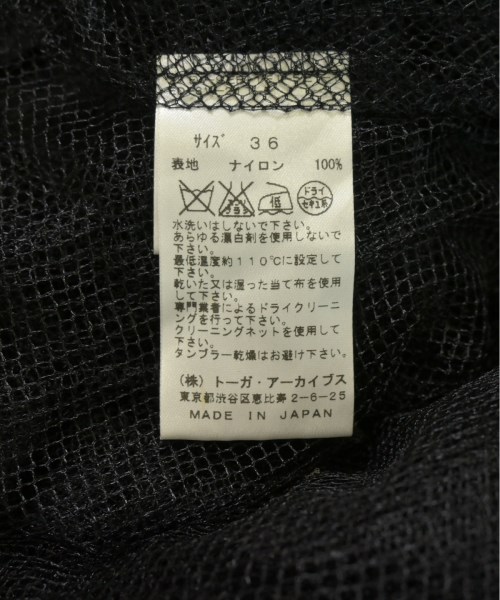 サイズ 36
表地 ナイロン 100%
低 ドライ セキユ系
水洗いはしないで下さい。
あらゆる漂白剤を使用しないで
下さい。
最低温度約110℃に設定して
下さい。
乾いた又は湿った当て布を使用
して下さい。
専門業者によるドライクリーニ
ングを行って下さい。
クリーニングネットを使用して
下さい。
タンブラー乾燥はお避け下さい。
(株) トーガ・アーカイブス
東京都渋谷区恵比寿2-6-25
MADE IN JAPAN